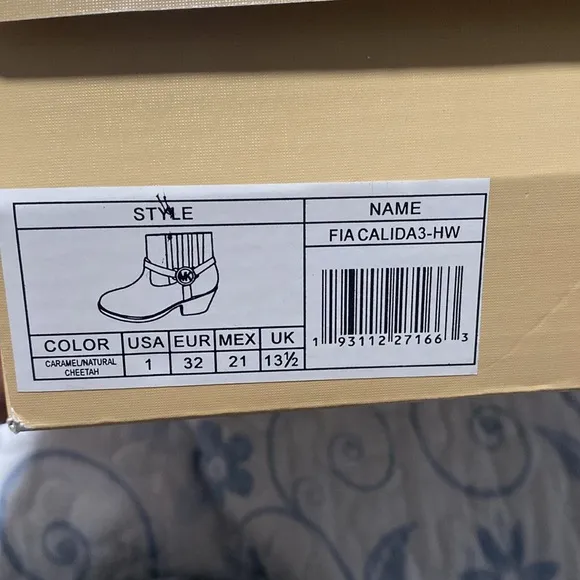 STYLE
NAME
FIA CALIDA3-HW
MK
COLOR USA EUR MEX UK
CARAMEL/NATURAL CHEETAH 1 32 21 13½
1 93112 27166 3